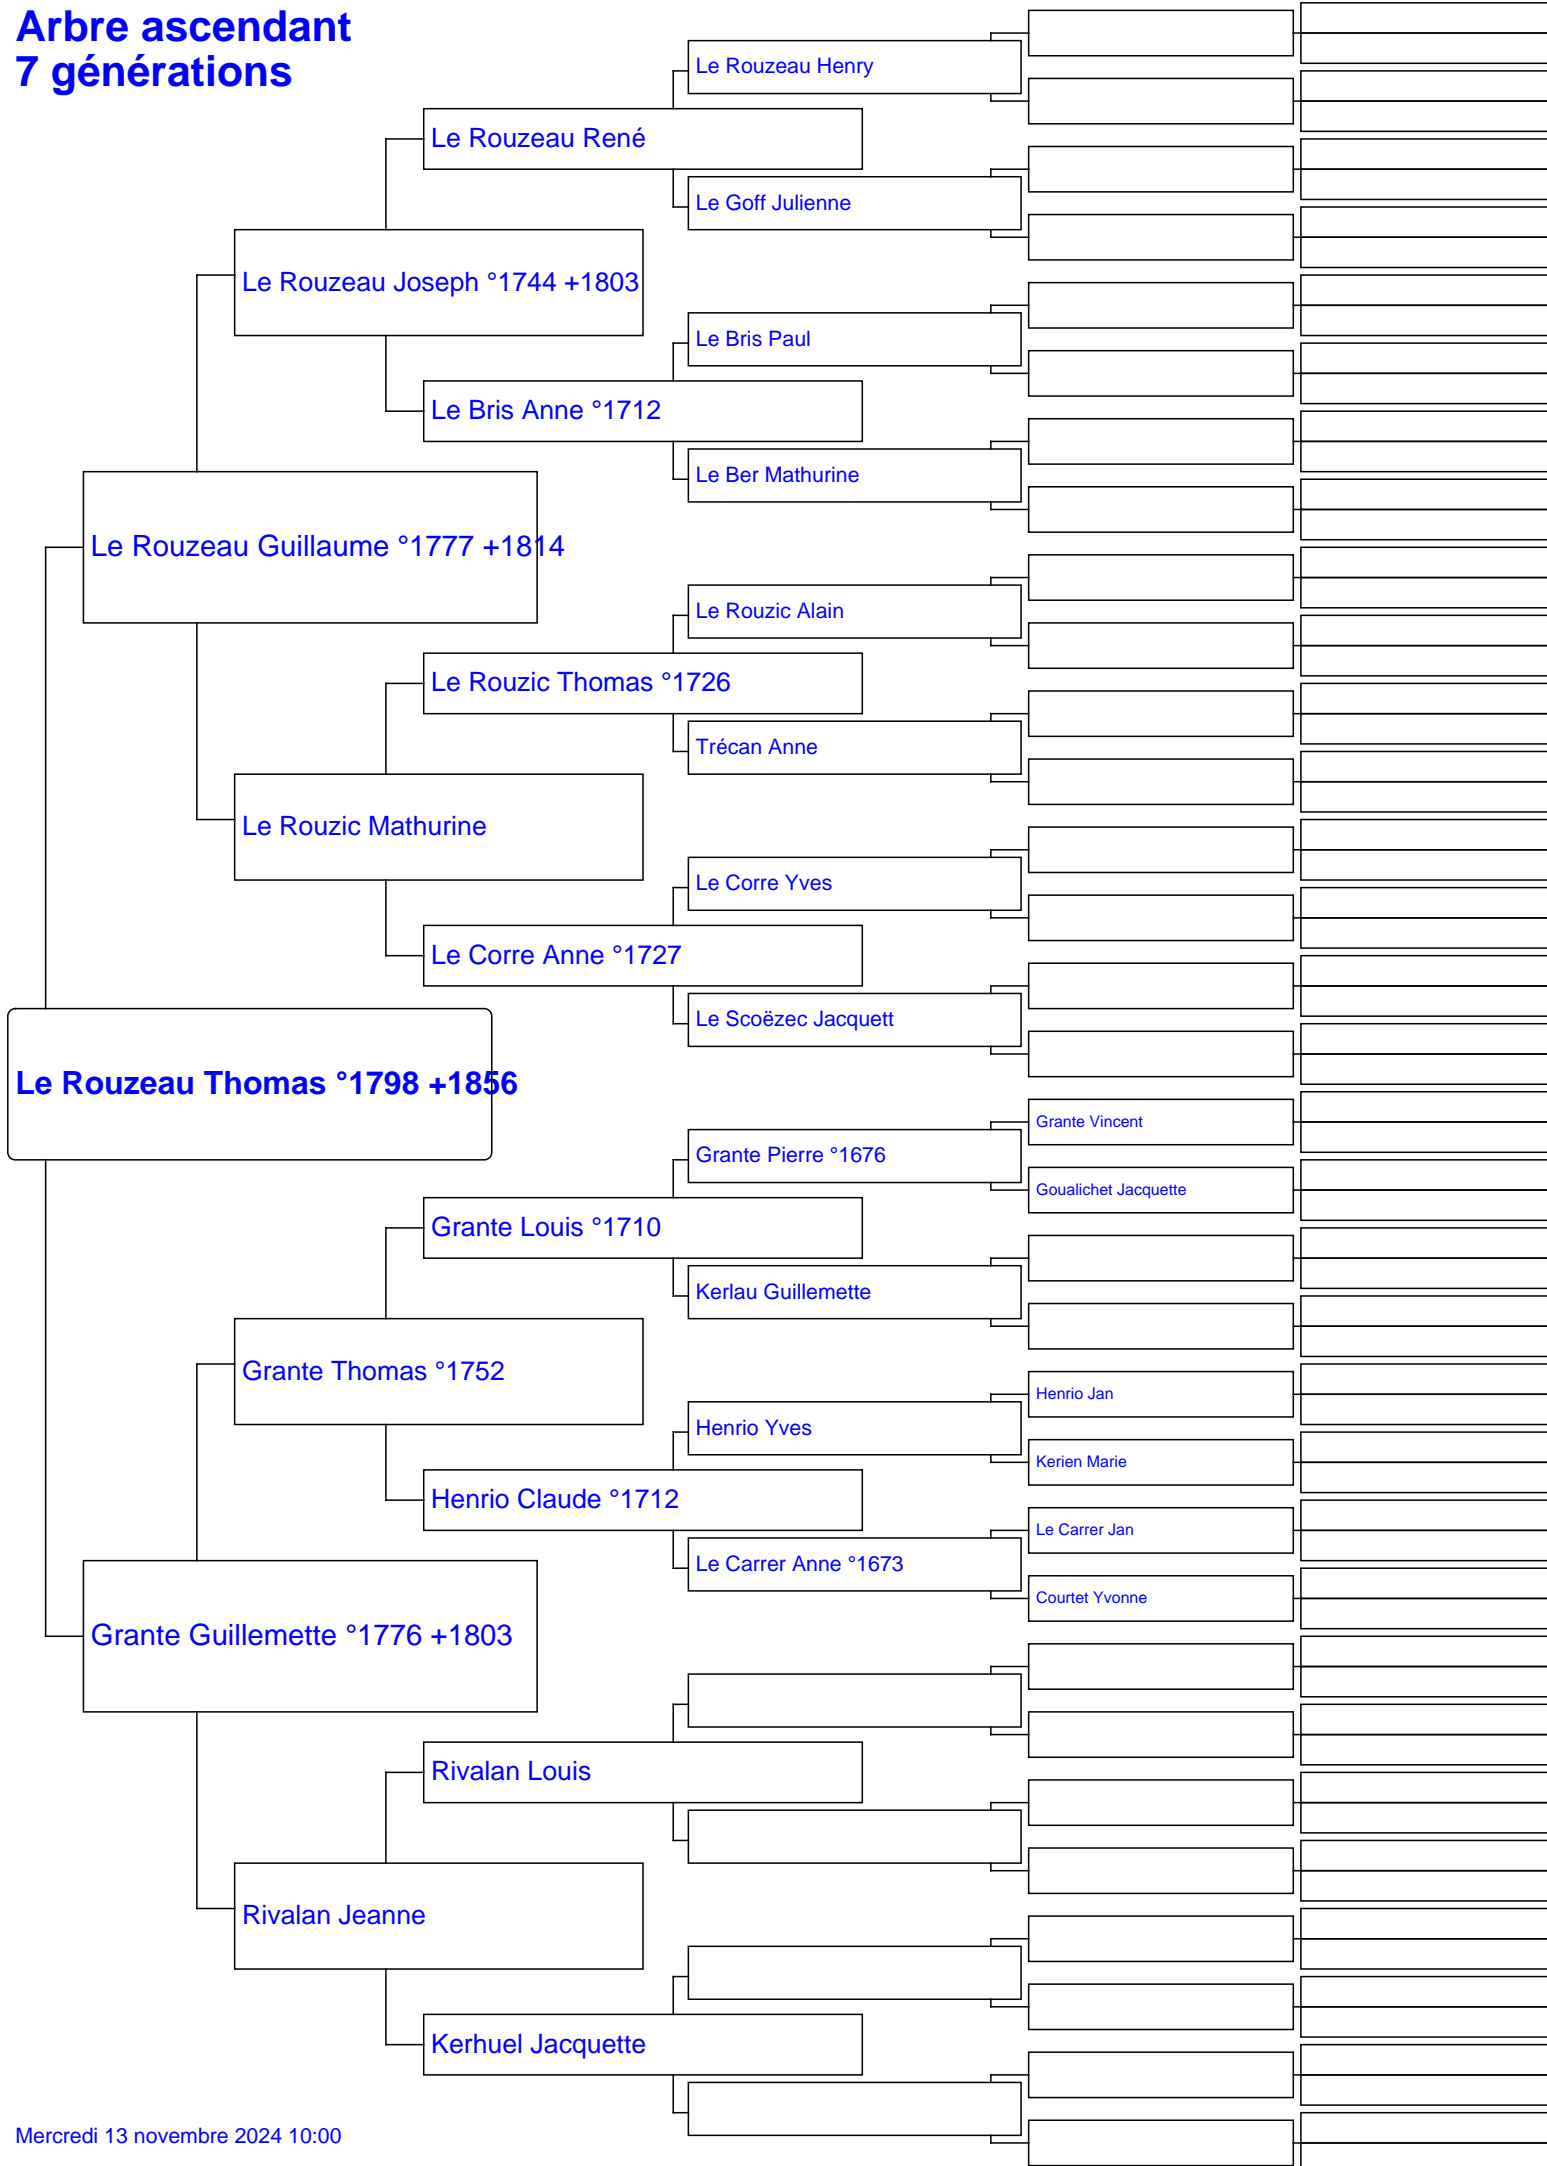 Arbre ascendant
7 générations
Le Rouzeau Henry
Le Rouzeau René
Le Goff Julienne
Le Rouzeau Joseph °1744 +1803
Le Bris Paul
Le Bris Anne °1712
Le Ber Mathurine
Le Rouzeau Guillaume °1777 +1814
Le Rouzic Alain
Le Rouzic Thomas °1726
Trécan Anne
Le Rouzic Mathurine
Le Corre Yves
Le Corre Anne °1727
Le Scoëzec Jacquett
Le Rouzeau Thomas °1798 +1856
Grante Vincent
Grante Pierre °1676
Goualichet Jacquette
Grante Louis °1710
Kerlau Guillemette
Grante Thomas °1752
Henrio Jan
Henrio Yves
Kerien Marie
Henrio Claude °1712
Le Carrer Jan
Le Carrer Anne °1673
Courtet Yvonne
Grante Guillemette °1776 +1803
Rivalan Louis
Rivalan Jeanne
Kerhuel Jacquette
Mercredi 13 novembre 2024 10:00